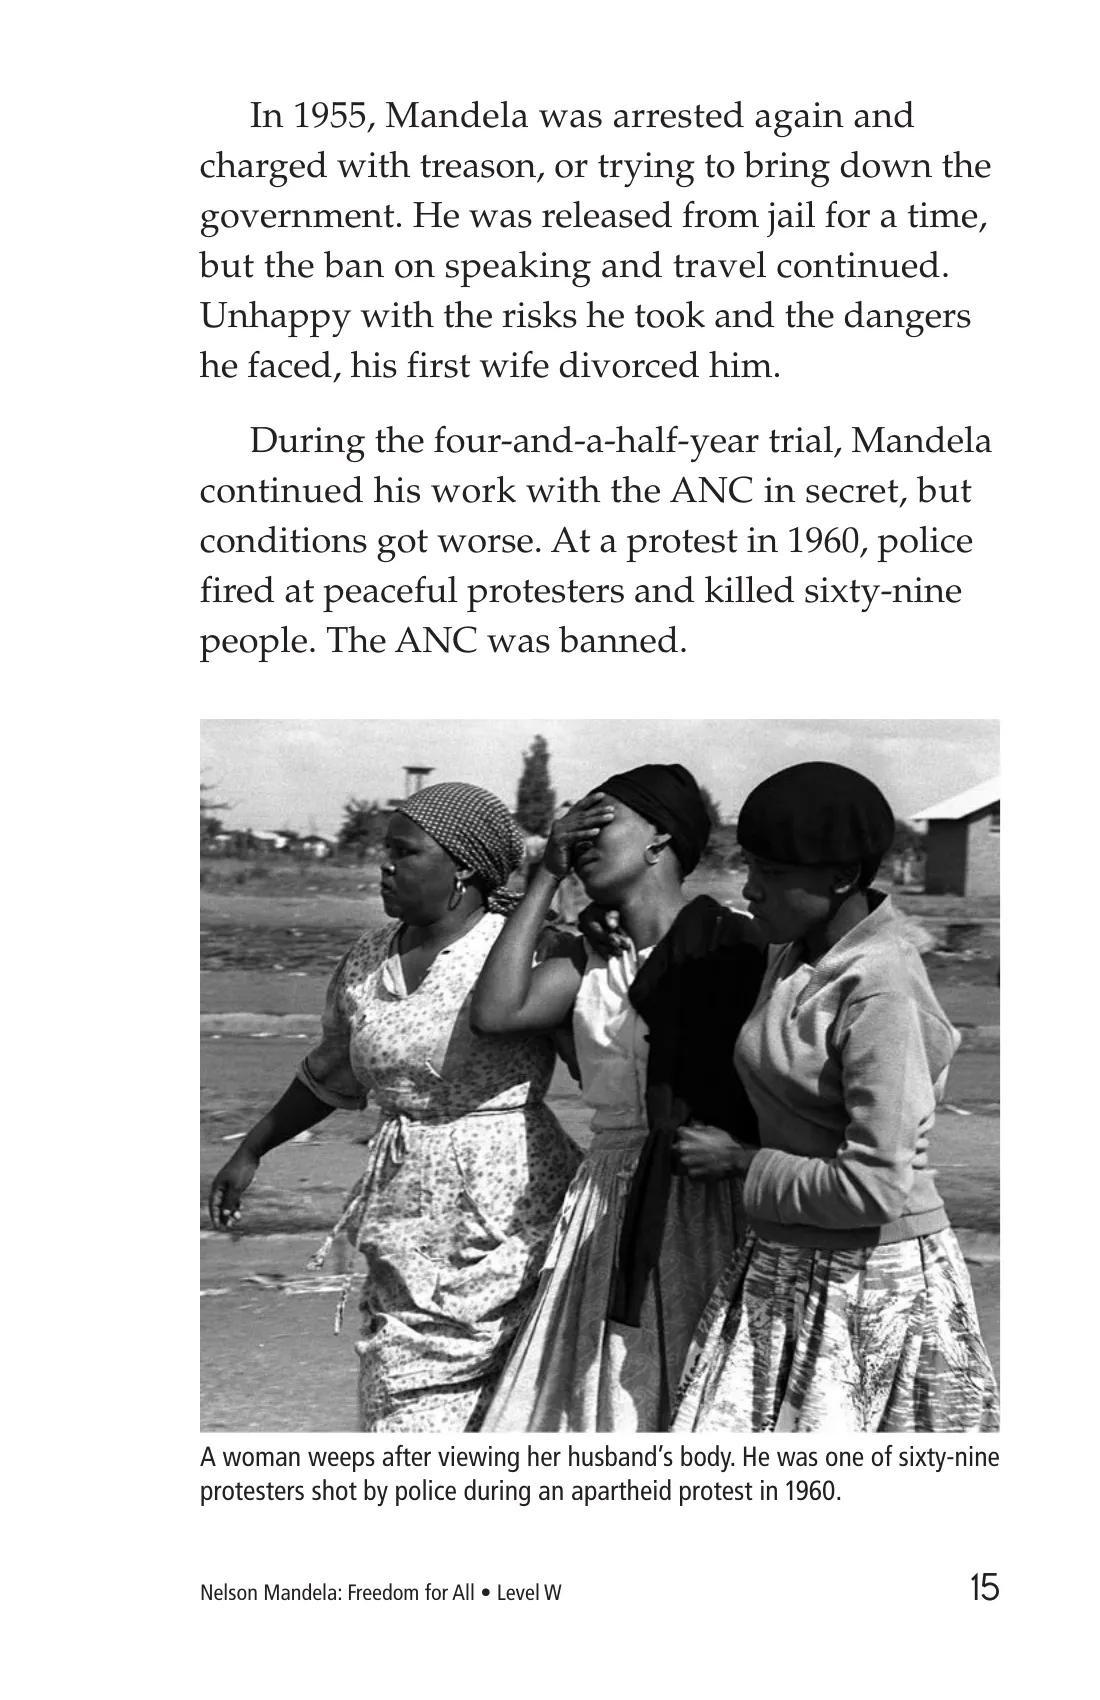 In 1955, Mandela was arrested again and
charged with treason, or trying to bring down the
government. He was released from jail for a time,
but the ban on speaking and travel continued.
Unhappy with the risks he took and the dangers
he faced, his first wife divorced him.
During the four-and-a-half-year trial, Mandela
continued his work with the ANC in secret, but
conditions got worse. At a protest in 1960, police
fired at peaceful protesters and killed sixty-nine
people. The ANC was banned.
A woman weeps after viewing her husband’s body. He was one of sixty-nine
protesters shot by police during an apartheid protest in 1960.
Nelson Mandela: Freedom for All • Level W
15